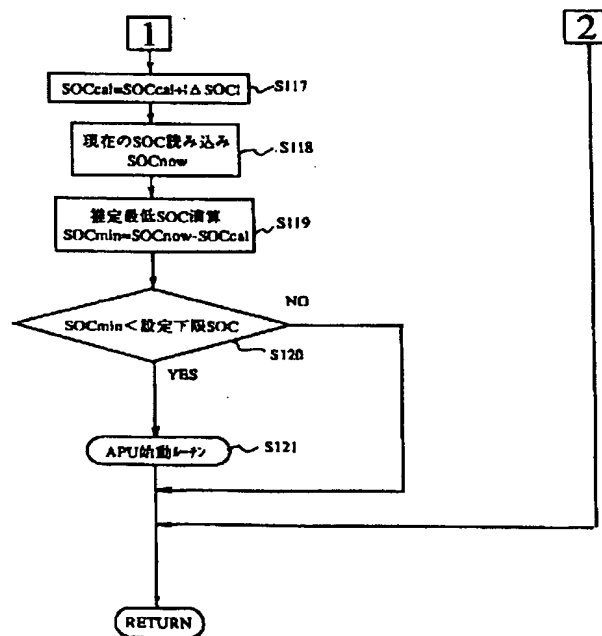 1
2
SOCcal=SOCcal+iΔSOCi
S117
現在のSOC読み込み
SOCnow
S118
推定最低SOC演算
SOCmin=SOCnow-SOCcal
S119
SOCmin<設定下限SOC
NO
S120
YES
APU始動ルーチン
S121
RETURN